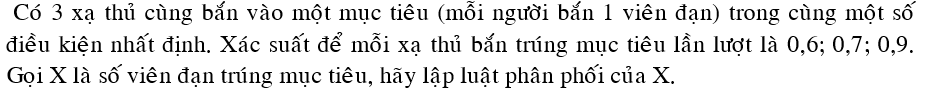 Có 3 xạ thủ cùng bắn vào một mục tiêu (mỗi người bắn 1 viên đạn) trong cùng một số
điều kiện nhất định. Xác suất để mỗi xạ thủ bắn trúng mục tiêu lần lượt là 0,6; 0,7; 0,9.
Gọi X là số viên đạn trúng mục tiêu, hãy lập luật phân phối của X.